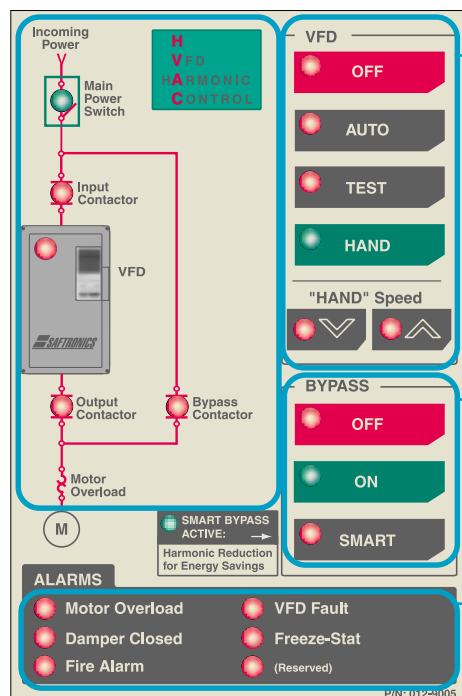 Incoming
Power
Main
Power
Switch
H
VFD
HARMONIC
CONTROL
Input
Contactor
VFD
SAFTRONICS
Output
Contactor
Bypass
Contactor
Motor
Overload
M
SMART BYPASS
ACTIVE:
Harmonic Reduction
for Energy Savings
VFD
OFF
AUTO
TEST
HAND
"HAND" Speed
BYPASS
OFF
ON
SMART
ALARMS
Motor Overload
VFD Fault
Damper Closed
Freeze-Stat
Fire Alarm
(Reserved)
P/N: 012-9005